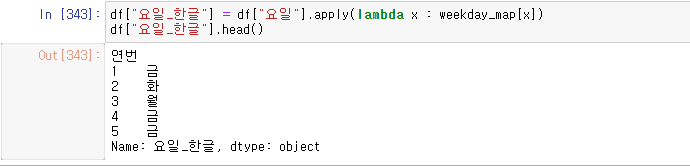 In [343]: df["요일_한글"] = df["요일"].apply(lambda x : weekday_map[x])
df["요일_한글"].head()
Out[343]: 연번
1 금
2 화
3 월
4 금
5 금
Name: 요일_한글, dtype: object